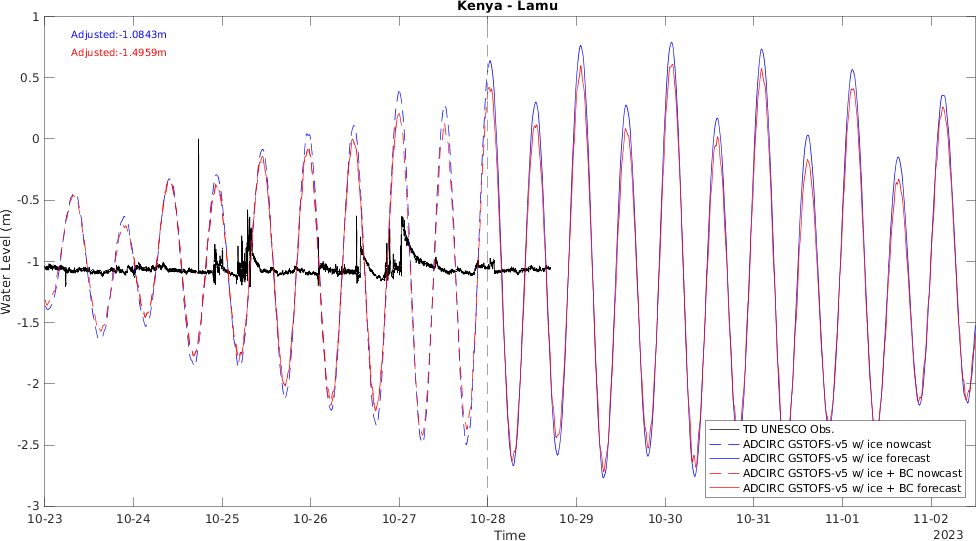 Kenya - Lamu
Adjusted:-1.0843m
Adjusted:-1.4959m
1
0.5
0
-0.5
-1
-1.5
-2
-2.5
-3
Water Level (m)
TD UNESCO Obs.
ADCIRC GSTOFS-v5 w/ ice nowcast
ADCIRC GSTOFS-v5 w/ ice forecast
ADCIRC GSTOFS-v5 w/ ice + BC nowcast
ADCIRC GSTOFS-v5 w/ ice + BC forecast
10-23 10-24 10-25 10-26 10-27 10-28 10-29 10-30 10-31 11-01 11-02
Time
2023